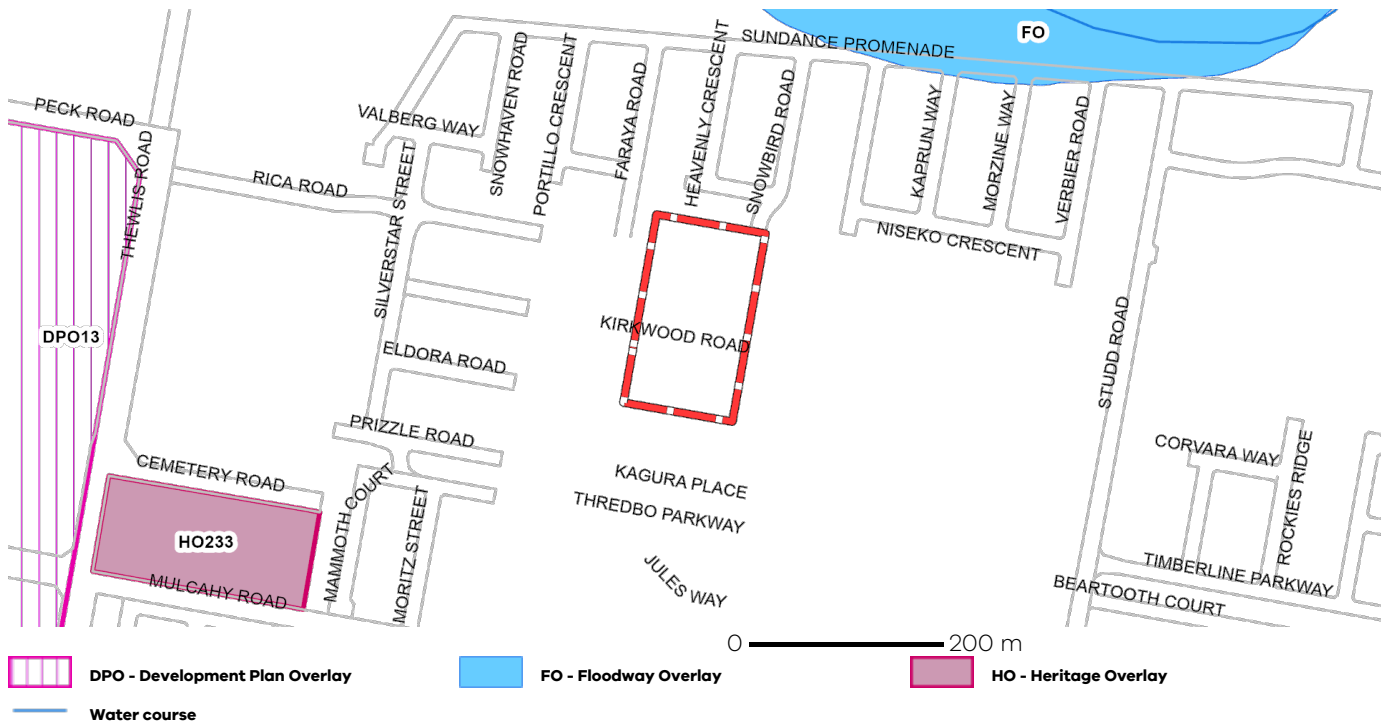 FO
SUNDANCE PROMENADE
PECK ROAD
VALBERG WAY
SNOWHAVEN ROAD
PORTILLO CRESCENT
FARAYA ROAD
HEAVENLY CRESCENT
SNOWBIRD ROAD
KAPRUN WAY
MORZINE WAY
VERBIER ROAD
THEWLIS ROAD
RICA ROAD
SILVERSTAR STREET
NISEKO CRESCENT
DPO13
KIRKWOOD ROAD
ELDORA ROAD
STUDD ROAD
PRIZZLE ROAD
CORVARA WAY
ROCKIES RIDGE
CEMETERY ROAD
MAMMOTH COURT
KAGURA PLACE
THREDBO PARKWAY
HO233
MORITZ STREET
MULCAHY ROAD
JULES WAY
TIMBERLINE PARKWAY
BEARTOOTH COURT
0 200 m
DPO - Development Plan Overlay
FO - Floodway Overlay
HO - Heritage Overlay
Water course